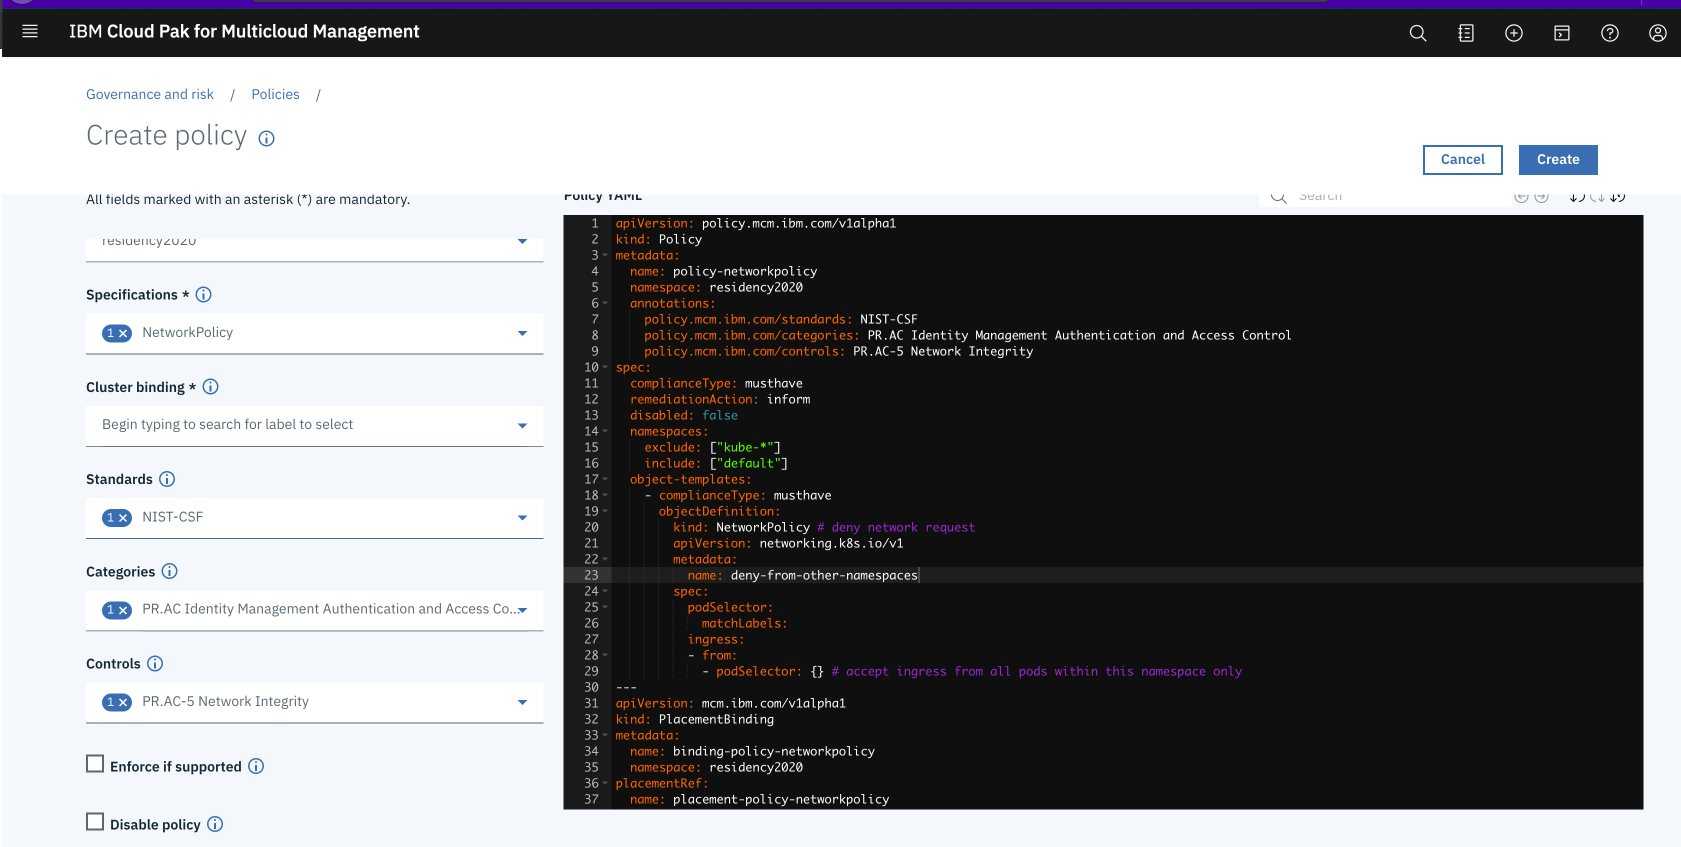 IBM Cloud Pak for Multicloud Management
Governance and risk / Policies /
Create policy
Cancel
Create
All fields marked with an asterisk (*) are mandatory.
residency2020
Specifications *
1 NetworkPolicy
Cluster binding *
Begin typing to search for label to select
Standards
1 NIST-CSF
Categories
1 PR.AC Identity Management Authentication and Access Co...
Controls
1 PR.AC-5 Network Integrity
Enforce if supported
Disable policy
Policy YAML
Search
1 apiVersion: policy.mcm.ibm.com/v1alpha1
2 kind: Policy
3 metadata:
4 name: policy-networkpolicy
5 namespace: residency2020
6 annotations:
7 policy.mcm.ibm.com/standards: NIST-CSF
8 policy.mcm.ibm.com/categories: PR.AC Identity Management Authentication and Access Control
9 policy.mcm.ibm.com/controls: PR.AC-5 Network Integrity
10 spec:
11 complianceType: musthave
12 remediationAction: inform
13 disabled: false
14 namespaces:
15 exclude: ["kube-*"]
16 include: ["default"]
17 object-templates:
18 - complianceType: musthave
19 objectDefinition:
20 kind: NetworkPolicy # deny network request
21 apiVersion: networking.k8s.io/v1
22 metadata:
23 name: deny-from-other-namespaces
24 spec:
25 podSelector:
26 matchLabels:
27 ingress:
28 - from:
29 - podSelector: {} # accept ingress from all pods within this namespace only
30 ---
31 apiVersion: mcm.ibm.com/v1alpha1
32 kind: PlacementBinding
33 metadata:
34 name: binding-policy-networkpolicy
35 namespace: residency2020
36 placementRef:
37 name: placement-policy-networkpolicy